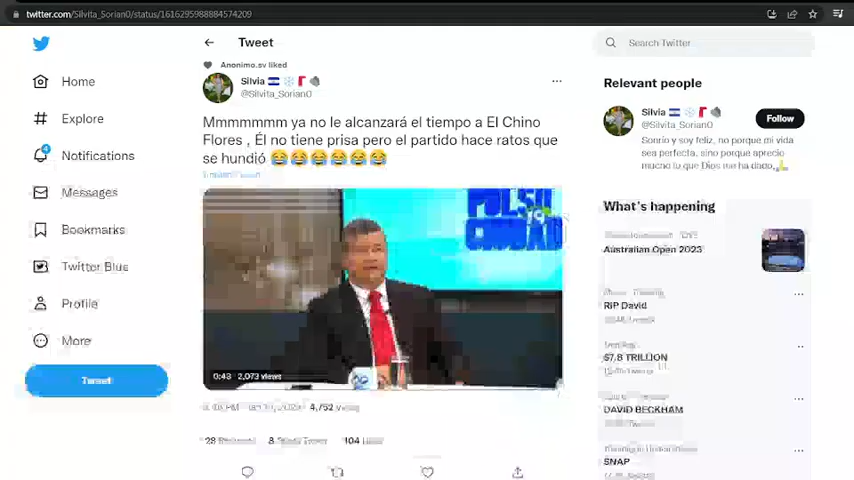 twitter.com/Silvita_Sorian0/status/1616295988884574209
Home
Explore
4
Notifications
Messages
Bookmarks
Twitter Blue
Profile
More
Tweet
Tweet
Anonimo.sv liked
Silvia
@Silvita_Sorian0
Mmmmmmm ya no le alcanzará el tiempo a El Chino
Flores , Él no tiene prisa pero el partido hace ratos que
se hundió 😂😂😂😂😂😂
0:43 2,073 views
4,752 views
28
104
Search Twitter
Relevant people
Silvia
@Silvita_Sorian0
Follow
Sonrío y soy feliz, no porque mi vida
sea perfecta, sino porque aprecio
mucho lo que Dios me ha dado
What's happening
Australian Open 2023
RIP David
$7.8 TRILLION
DAVID BECKHAM
SNAP